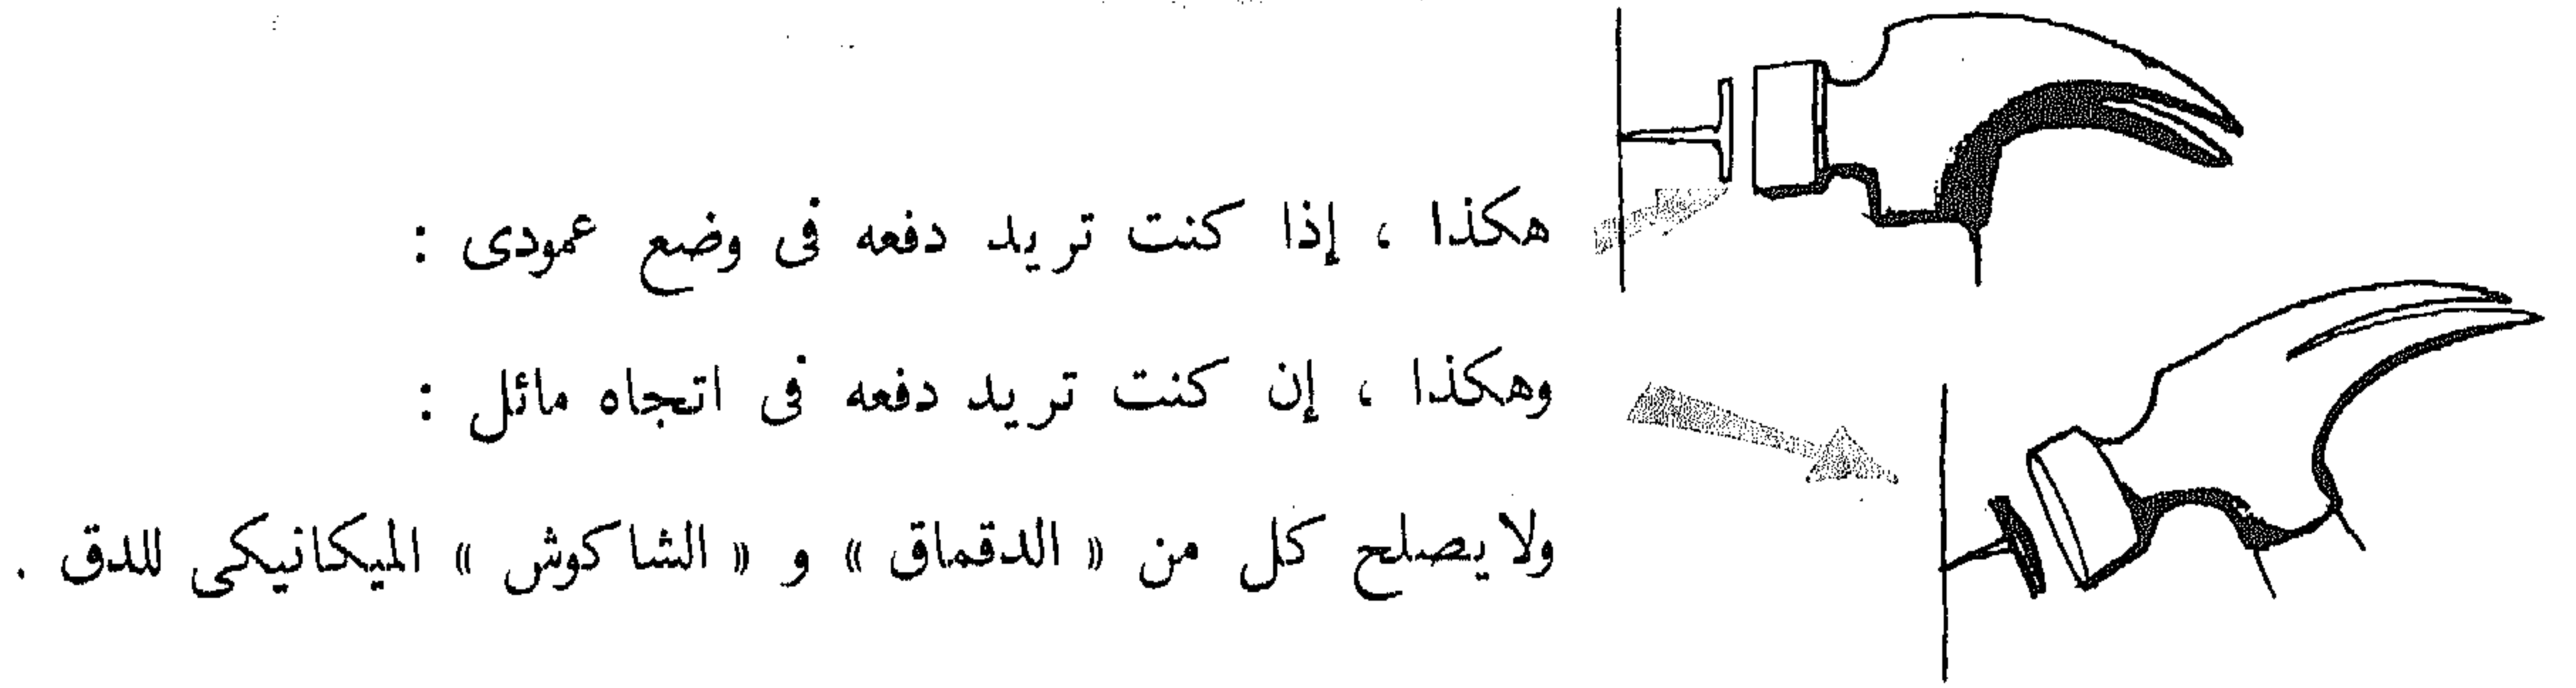 هكذا ، إذا كنت تريد دفعه فى وضع عمودى :
وهكذا ، إن كنت تريد دفعه فى اتجاه مائل :
ولا يصلح كل من « الدقماق » و « الشاكوش » الميكانيكى للدق .